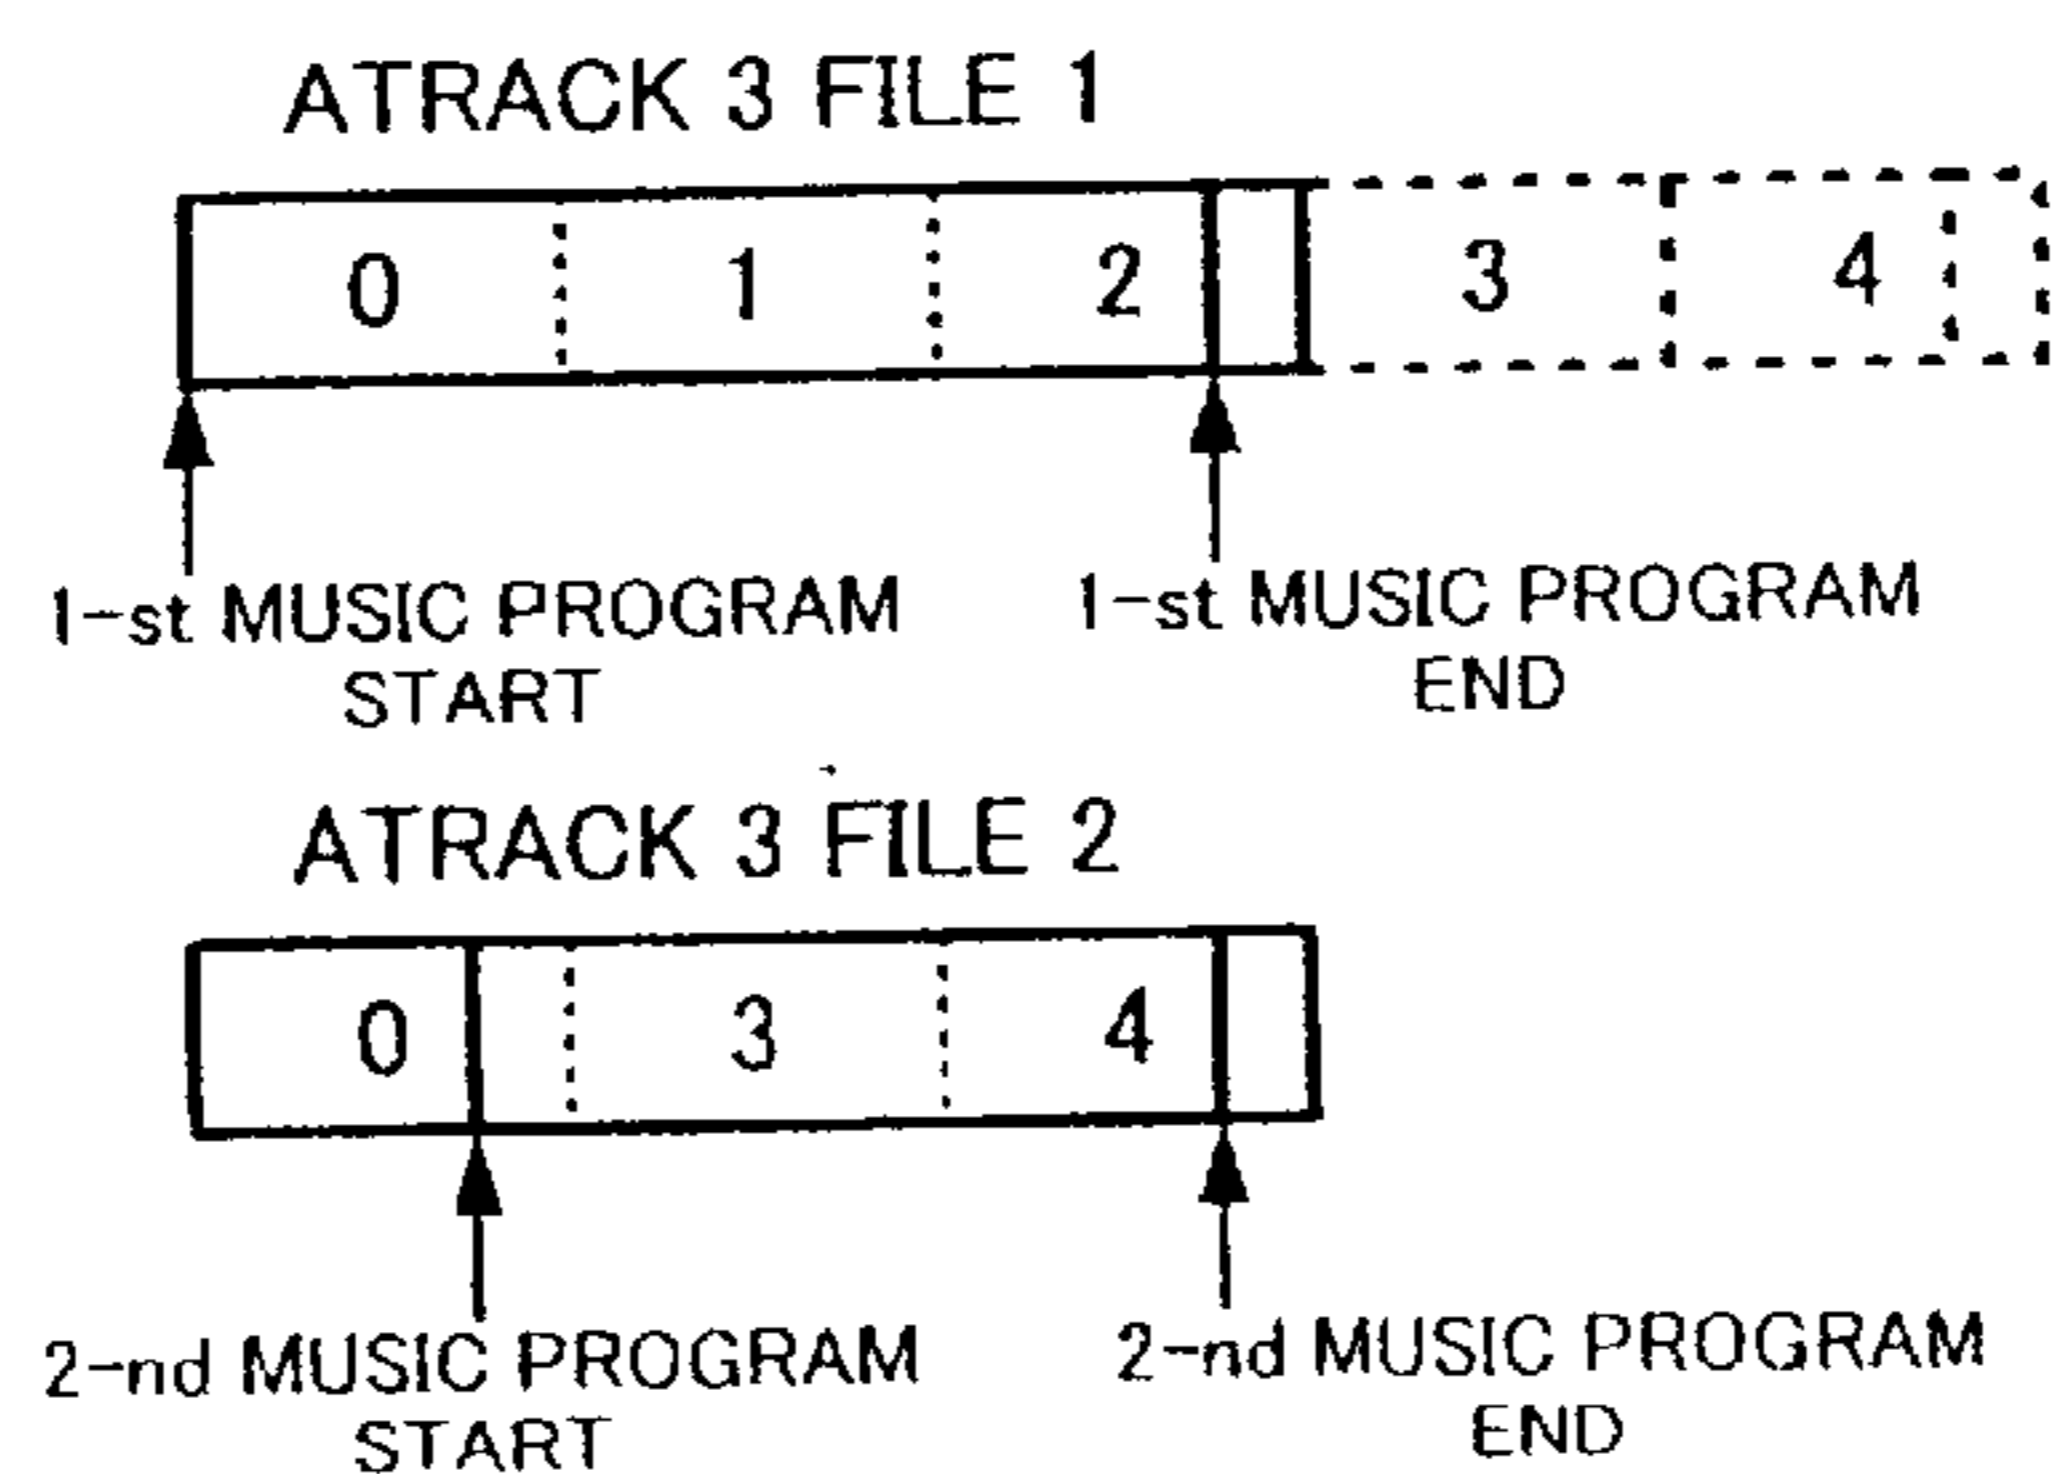 ATRACK 3 FILE 1
0 1 2 3 4
1-st MUSIC PROGRAM
START
1-st MUSIC PROGRAM
END
ATRACK 3 FILE 2
0 3 4
2-nd MUSIC PROGRAM
START
2-nd MUSIC PROGRAM
END